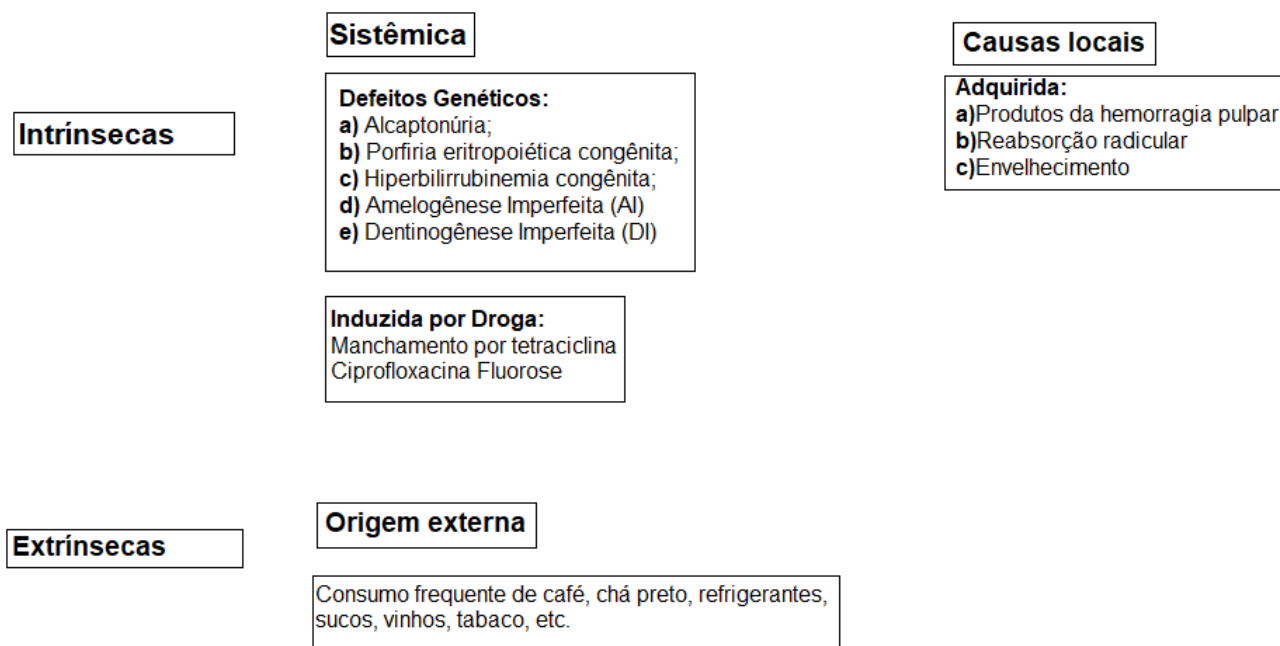 Intrínsecas
Sistêmica
Defeitos Genéticos:
a) Alcaptonúria;
b) Porfiria eritropoiética congênita;
c) Hiperbilirrubinemia congênita;
d) Amelogênese Imperfeita (AI)
e) Dentinogênese Imperfeita (DI)
Induzida por Droga:
Manchamento por tetraciclina
Ciprofloxacina Fluorose
Causas locais
Adquirida:
a)Produtos da hemorragia pulpar
b)Reabsorção radicular
c)Envelhecimento
Extrínsecas
Origem externa
Consumo frequente de café, chá preto, refrigerantes,
sucos, vinhos, tabaco, etc.